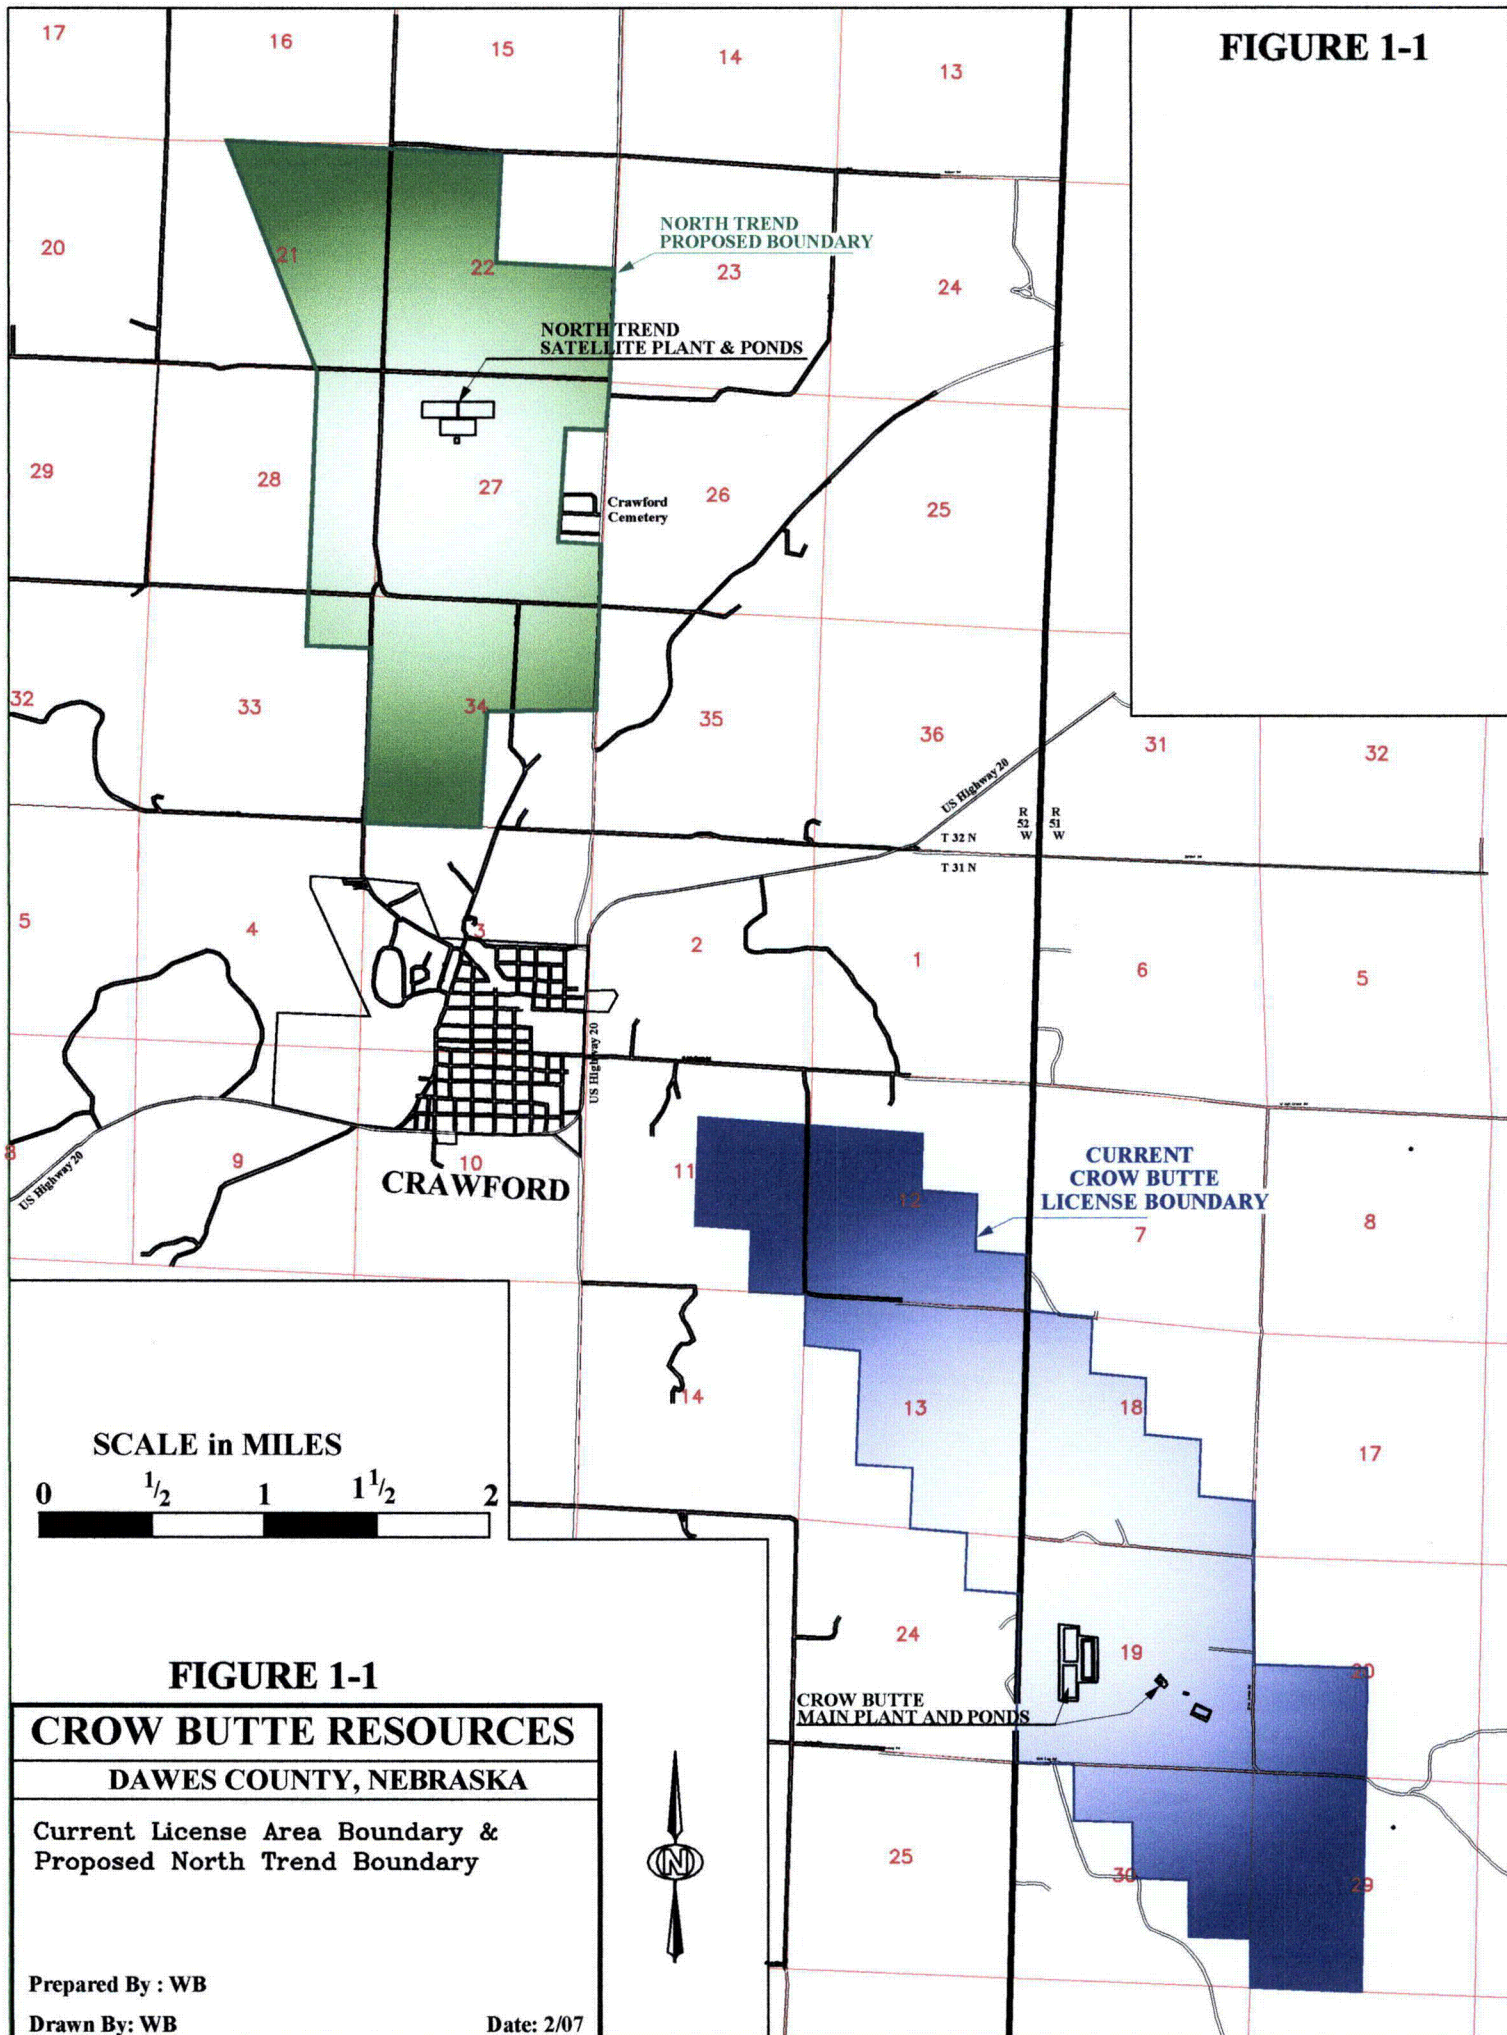 FIGURE 1-1
17
16
15
14
13
NORTH TREND
PROPOSED BOUNDARY
20
21
22
23
24
NORTH TREND
SATELLITE PLANT & PONDS
29
28
27
26
25
Crawford
Cemetery
32
33
34
35
36
31
32
US Highway 20
R
52
W
R
51
W
T 32 N
T 31 N
5
4
3
2
1
6
5
US Highway 20
8
9
10
11
12
7
8
US Highway 20
CRAWFORD
CURRENT
CROW BUTTE
LICENSE BOUNDARY
14
13
18
17
SCALE in MILES
0 1/2 1 1 1/2 2
24
19
20
CROW BUTTE
MAIN PLANT AND PONDS
25
30
29
N
FIGURE 1-1
CROW BUTTE RESOURCES
DAWES COUNTY, NEBRASKA
Current License Area Boundary &
Proposed North Trend Boundary
Prepared By : WB
Drawn By: WB Date: 2/07